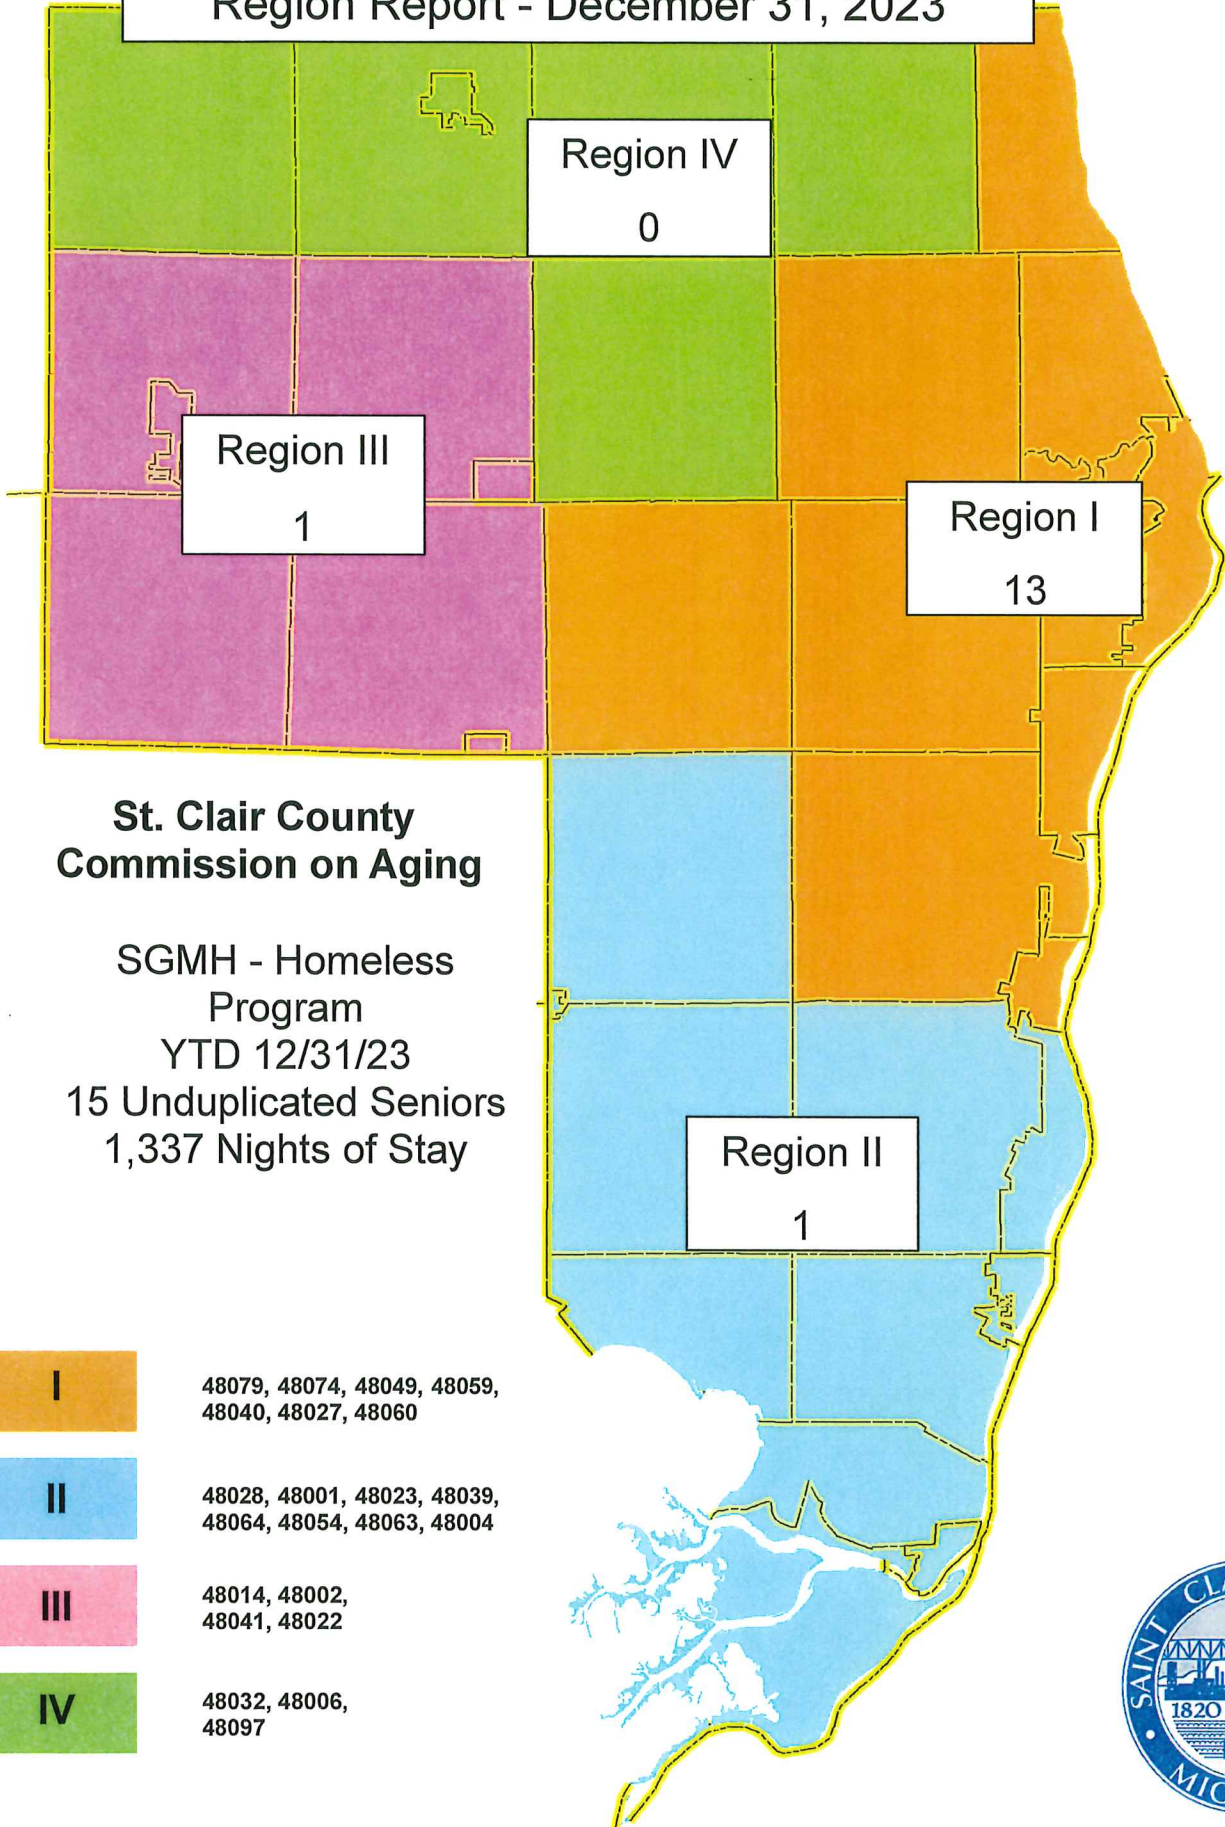 Region Report - December 31, 2023
Region IV
0
Region III
1
Region I
13
St. Clair County
Commission on Aging
SGMH - Homeless
Program
YTD 12/31/23
15 Unduplicated Seniors
1,337 Nights of Stay
Region II
1
I
48079, 48074, 48049, 48059,
48040, 48027, 48060
II
48028, 48001, 48023, 48039,
48064, 48054, 48063, 48004
III
48014, 48002,
48041, 48022
IV
48032, 48006,
48097
SAINT
1820